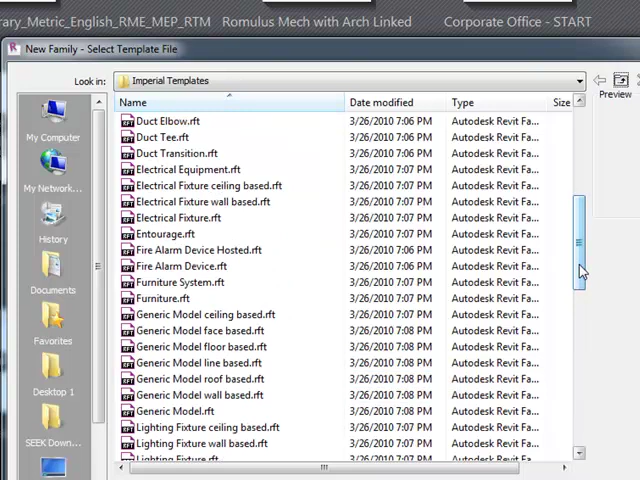 rary_Metric_English_RME_MEP_RTM Romulus Mech with Arch Linked Corporate Office - START
New Family - Select Template File
Look in: Imperial Templates
Preview
Name Date modified Type Size
Duct Elbow.rft 3/26/2010 7:06 PM Autodesk Revit Fa...
Duct Tee.rft 3/26/2010 7:06 PM Autodesk Revit Fa...
Duct Transition.rft 3/26/2010 7:06 PM Autodesk Revit Fa...
Electrical Equipment.rft 3/26/2010 7:07 PM Autodesk Revit Fa...
Electrical Fixture ceiling based.rft 3/26/2010 7:07 PM Autodesk Revit Fa...
Electrical Fixture wall based.rft 3/26/2010 7:07 PM Autodesk Revit Fa...
Electrical Fixture.rft 3/26/2010 7:07 PM Autodesk Revit Fa...
Entourage.rft 3/26/2010 7:07 PM Autodesk Revit Fa...
Fire Alarm Device Hosted.rft 3/26/2010 7:07 PM Autodesk Revit Fa...
Fire Alarm Device.rft 3/26/2010 7:07 PM Autodesk Revit Fa...
Furniture System.rft 3/26/2010 7:07 PM Autodesk Revit Fa...
Furniture.rft 3/26/2010 7:07 PM Autodesk Revit Fa...
Generic Model ceiling based.rft 3/26/2010 7:07 PM Autodesk Revit Fa...
Generic Model face based.rft 3/26/2010 7:08 PM Autodesk Revit Fa...
Generic Model floor based.rft 3/26/2010 7:08 PM Autodesk Revit Fa...
Generic Model line based.rft 3/26/2010 7:08 PM Autodesk Revit Fa...
Generic Model roof based.rft 3/26/2010 7:08 PM Autodesk Revit Fa...
Generic Model wall based.rft 3/26/2010 7:08 PM Autodesk Revit Fa...
Generic Model.rft 3/26/2010 7:08 PM Autodesk Revit Fa...
Lighting Fixture ceiling based.rft 3/26/2010 7:07 PM Autodesk Revit Fa...
Lighting Fixture wall based.rft 3/26/2010 7:07 PM Autodesk Revit Fa...
Lighting Fixture.rft 3/26/2010 7:07 PM Autodesk Revit Fa...
My Computer
My Network...
History
Documents
Favorites
Desktop 1
SEEK Down...